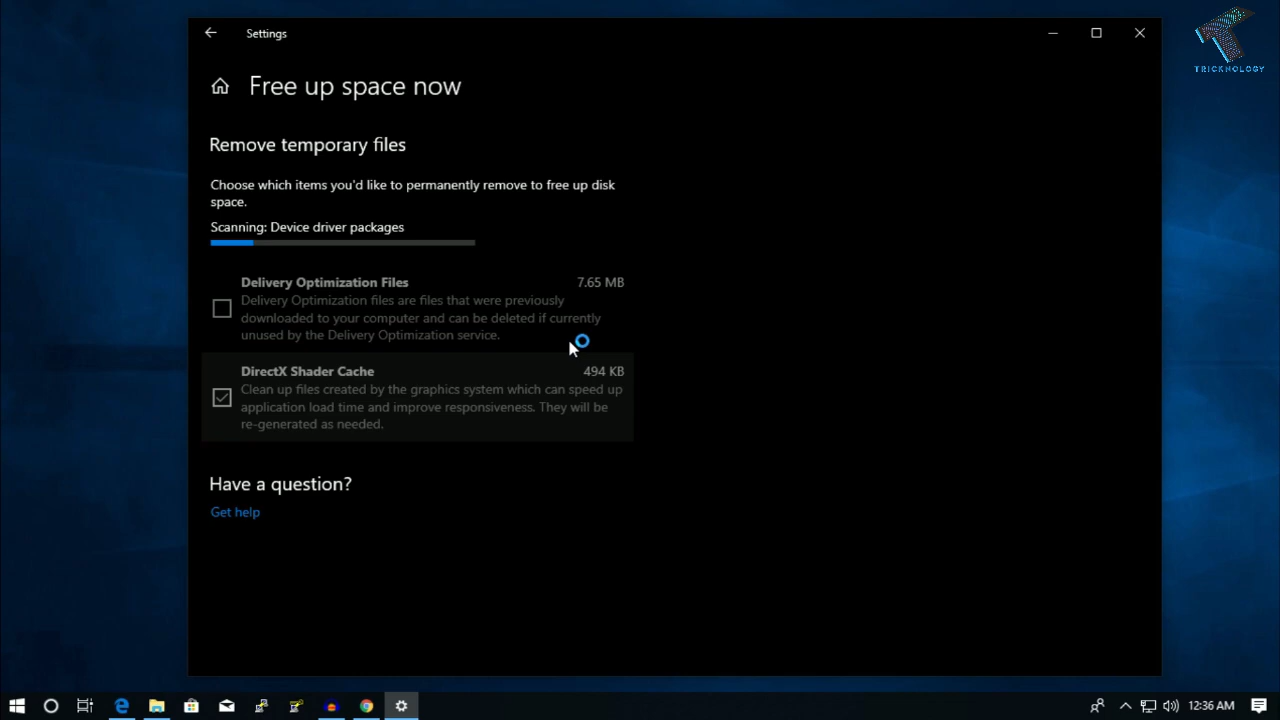 Settings
TRICKNOLOGY
Free up space now
Remove temporary files
Choose which items you'd like to permanently remove to free up disk
space.
Scanning: Device driver packages
Delivery Optimization Files 7.65 MB
Delivery Optimization files are files that were previously
downloaded to your computer and can be deleted if currently
unused by the Delivery Optimization service.
DirectX Shader Cache 494 KB
Clean up files created by the graphics system which can speed up
application load time and improve responsiveness. They will be
re-generated as needed.
Have a question?
Get help
12:36 AM